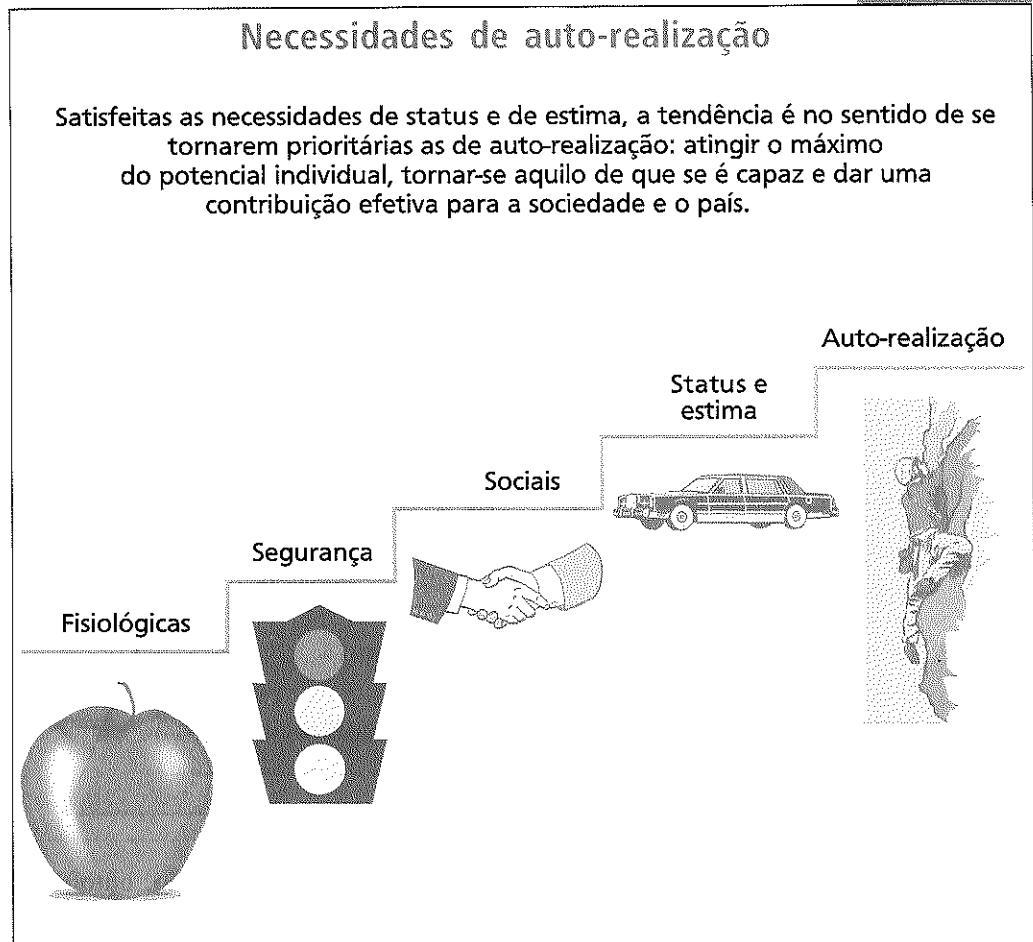 Necessidades de auto-realização
Satisfeitas as necessidades de status e de estima, a tendência é no sentido de se
tornarem prioritárias as de auto-realização: atingir o máximo
do potencial individual, tornar-se aquilo de que se é capaz e dar uma
contribuição efetiva para a sociedade e o país.
Auto-realização
Status e
estima
Sociais
Segurança
Fisiológicas